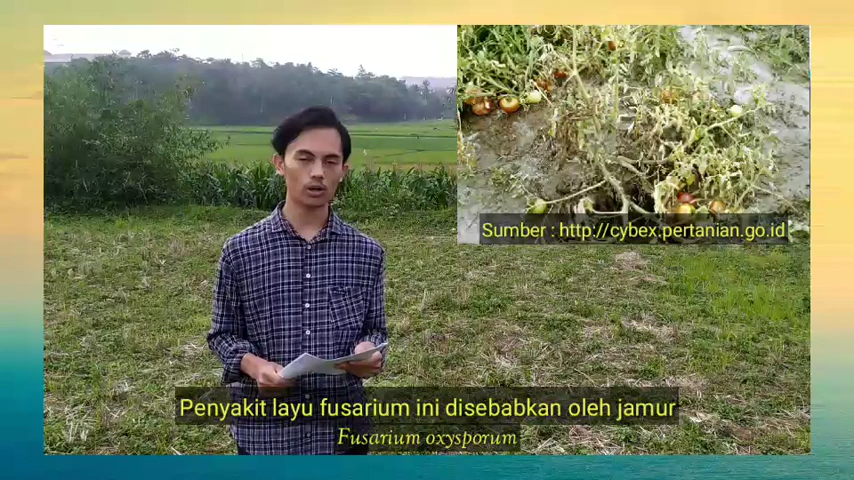 Sumber : http://cybex.pertanian.go.id
Penyakit layu fusarium ini disebabkan oleh jamur
Fusarium oxysporum